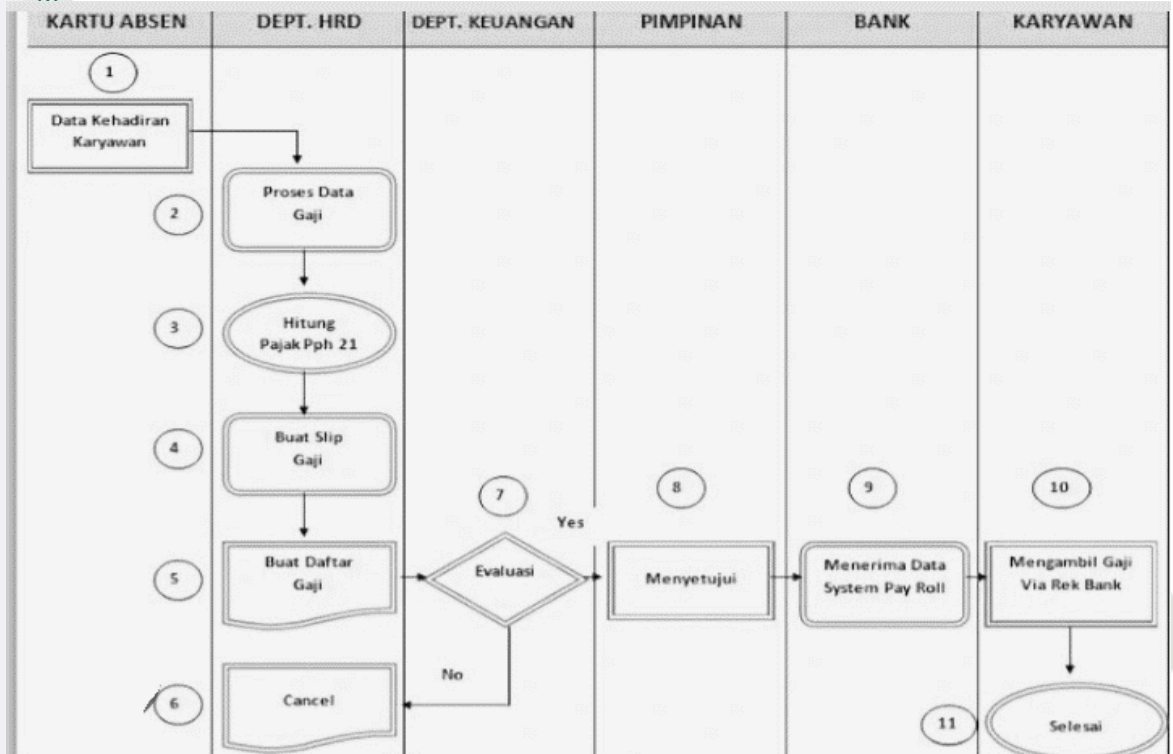 KARTU ABSEN
DEPT. HRD
DEPT. KEUANGAN
PIMPINAN
BANK
KARYAWAN
1
Data Kehadiran
Karyawan
2
Proses Data
Gaji
3
Hitung
Pajak Pph 21
4
Buat Slip
Gaji
5
Buat Daftar
Gaji
7
Evaluasi
Yes
No
6
Cancel
8
Menyetujui
9
Menerima Data
System Pay Roll
10
Mengambil Gaji
Via Rek Bank
11
Selesai